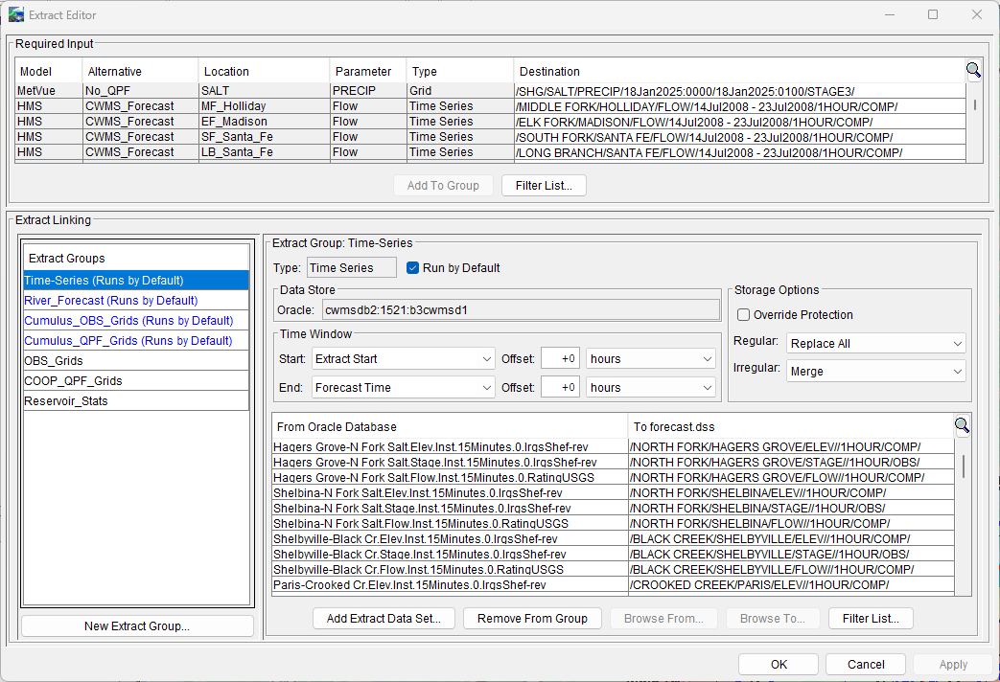 Extract Editor
Required Input
Model Alternative Location Parameter Type Destination
MetVue No_QPF SALT PRECIP Grid /SHG/SALT/PRECIP/18Jan2025:0000/18Jan2025:0100/STAGE3/
HMS CWMS_Forecast MF_Holliday Flow Time Series /MIDDLE FORK/HOLLIDAY/FLOW/14Jul2008 - 23Jul2008/1HOUR/COMP/
HMS CWMS_Forecast EF_Madison Flow Time Series /ELK FORK/MADISON/FLOW/14Jul2008 - 23Jul2008/1HOUR/COMP/
HMS CWMS_Forecast SF_Santa_Fe Flow Time Series /SOUTH FORK/SANTA FE/FLOW/14Jul2008 - 23Jul2008/1HOUR/COMP/
HMS CWMS_Forecast LB_Santa_Fe Flow Time Series /LONG BRANCH/SANTA FE/FLOW/14Jul2008 - 23Jul2008/1HOUR/COMP/
Add To Group Filter List...
Extract Linking
Extract Groups
Time-Series (Runs by Default)
River_Forecast (Runs by Default)
Cumulus_OBS_Grids (Runs by Default)
Cumulus_QPF_Grids (Runs by Default)
OBS_Grids
COOP_QPF_Grids
Reservoir_Stats
New Extract Group...
Extract Group: Time-Series
Type: Time Series Run by Default
Data Store
Oracle: cwmsdb2:1521:b3cwmsd1
Time Window
Start: Extract Start Offset: +0 hours
End: Forecast Time Offset: +0 hours
Storage Options
Override Protection
Regular: Replace All
Irregular: Merge
From Oracle Database To forecast.dss
Hagers Grove-N Fork Salt.Elev.Inst.15Minutes.0.lrgsShef-rev /NORTH FORK/HAGERS GROVE/ELEV//1HOUR/COMP/
Hagers Grove-N Fork Salt.Stage.Inst.15Minutes.0.lrgsShef-rev /NORTH FORK/HAGERS GROVE/STAGE//1HOUR/OBS/
Hagers Grove-N Fork Salt.Flow.Inst.15Minutes.0.RatingUSGS /NORTH FORK/HAGERS GROVE/FLOW//1HOUR/COMP/
Shelbina-N Fork Salt.Elev.Inst.15Minutes.0.lrgsShef-rev /NORTH FORK/SHELBINA/ELEV//1HOUR/COMP/
Shelbina-N Fork Salt.Stage.Inst.15Minutes.0.lrgsShef-rev /NORTH FORK/SHELBINA/STAGE//1HOUR/OBS/
Shelbina-N Fork Salt.Flow.Inst.15Minutes.0.RatingUSGS /NORTH FORK/SHELBINA/FLOW//1HOUR/COMP/
Shelbyville-Black Cr.Elev.Inst.15Minutes.0.lrgsShef-rev /BLACK CREEK/SHELBYVILLE/ELEV//1HOUR/COMP/
Shelbyville-Black Cr.Stage.Inst.15Minutes.0.lrgsShef-rev /BLACK CREEK/SHELBYVILLE/STAGE//1HOUR/OBS/
Shelbyville-Black Cr.Flow.Inst.15Minutes.0.RatingUSGS /BLACK CREEK/SHELBYVILLE/FLOW//1HOUR/COMP/
Paris-Crooked Cr.Elev.Inst.15Minutes.0.lrgsShef-rev /CROOKED CREEK/PARIS/ELEV//1HOUR/COMP/
Add Extract Data Set... Remove From Group Browse From... Browse To... Filter List...
OK Cancel Apply